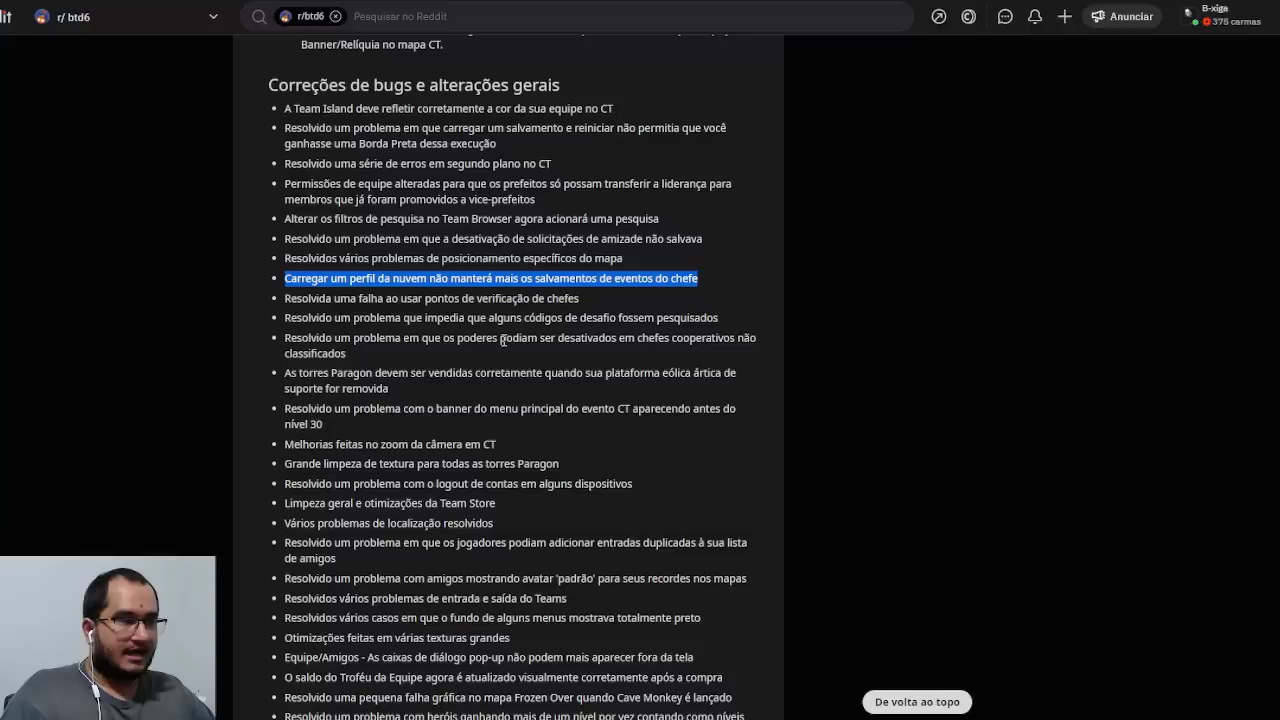 it
r/ btd6
r/btd6
Pesquisar no Reddit
Anunciar
B-xiga
375 carmas
Banner/Relíquia no mapa CT.
Correções de bugs e alterações gerais
• A Team Island deve refletir corretamente a cor da sua equipe no CT
• Resolvido um problema em que carregar um salvamento e reiniciar não permitia que você
ganhasse uma Borda Preta dessa execução
• Resolvido uma série de erros em segundo plano no CT
• Permissões de equipe alteradas para que os prefeitos só possam transferir a liderança para
membros que já foram promovidos a vice-prefeitos
• Alterar os filtros de pesquisa no Team Browser agora acionará uma pesquisa
• Resolvido um problema em que a desativação de solicitações de amizade não salvava
• Resolvidos vários problemas de posicionamento específicos do mapa
• Carregar um perfil da nuvem não manterá mais os salvamentos de eventos do chefe
• Resolvida uma falha ao usar pontos de verificação de chefes
• Resolvido um problema que impedia que alguns códigos de desafio fossem pesquisados
• Resolvido um problema em que os poderes podiam ser desativados em chefes cooperativos não
classificados
• As torres Paragon devem ser vendidas corretamente quando sua plataforma eólica ártica de
suporte for removida
• Resolvido um problema com o banner do menu principal do evento CT aparecendo antes do
nível 30
• Melhorias feitas no zoom da câmera em CT
• Grande limpeza de textura para todas as torres Paragon
• Resolvido um problema com o logout de contas em alguns dispositivos
• Limpeza geral e otimizações da Team Store
• Vários problemas de localização resolvidos
• Resolvido um problema em que os jogadores podiam adicionar entradas duplicadas à sua lista
de amigos
• Resolvido um problema com amigos mostrando avatar 'padrão' para seus recordes nos mapas
• Resolvidos vários problemas de entrada e saída do Teams
• Resolvidos vários casos em que o fundo de alguns menus mostrava totalmente preto
• Otimizações feitas em várias texturas grandes
• Equipe/Amigos - As caixas de diálogo pop-up não podem mais aparecer fora da tela
• O saldo do Troféu da Equipe agora é atualizado visualmente corretamente após a compra
• Resolvido uma pequena falha gráfica no mapa Frozen Over quando Cave Monkey é lançado
• Resolvido um problema com heróis ganhando mais de um nível por vez contando como níveis
De volta ao topo